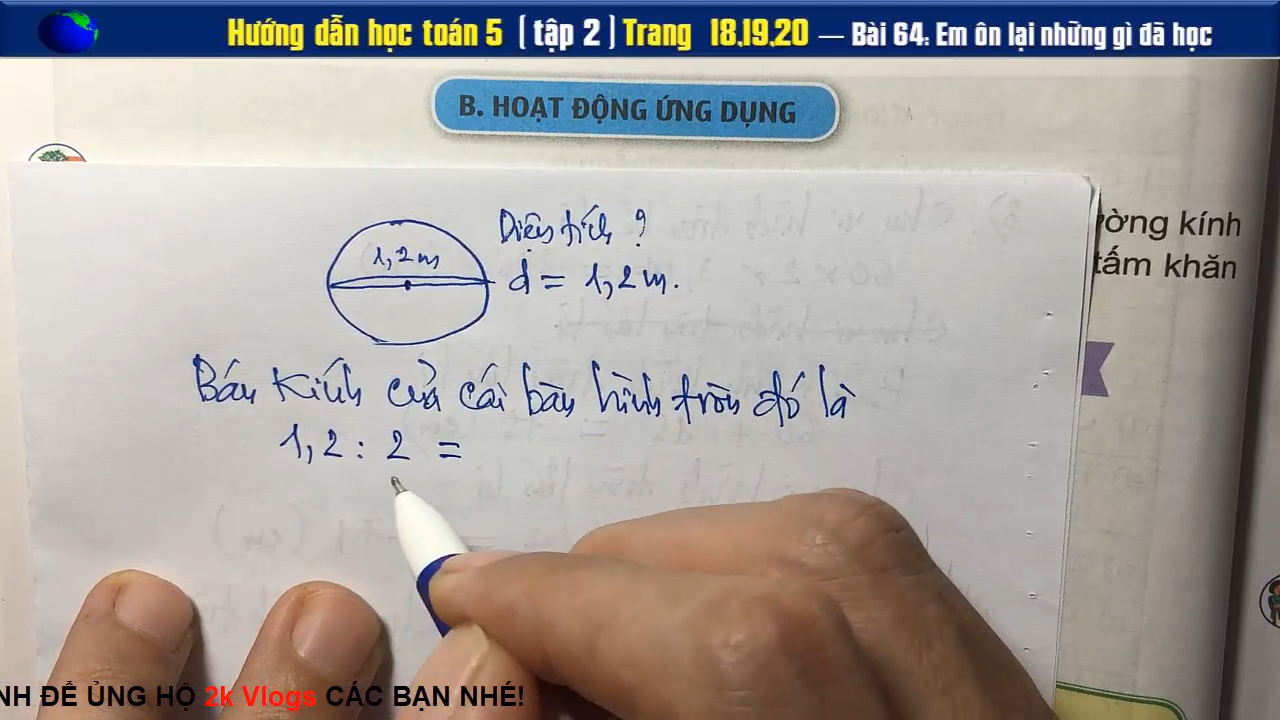 Hướng dẫn học toán 5 ( tập 2 ) Trang 18,19,20 — Bài 64: Em ôn lại những gì đã học
B. HOẠT ĐỘNG ỨNG DỤNG
ường kính
tấm khăn
Diện tích ?
1,2m
d = 1,2m.
Bán kính của cái bàn hình tròn đó là
1,2 : 2 =
NH ĐỂ ỦNG HỘ 2k Vlogs CÁC BẠN NHÉ!